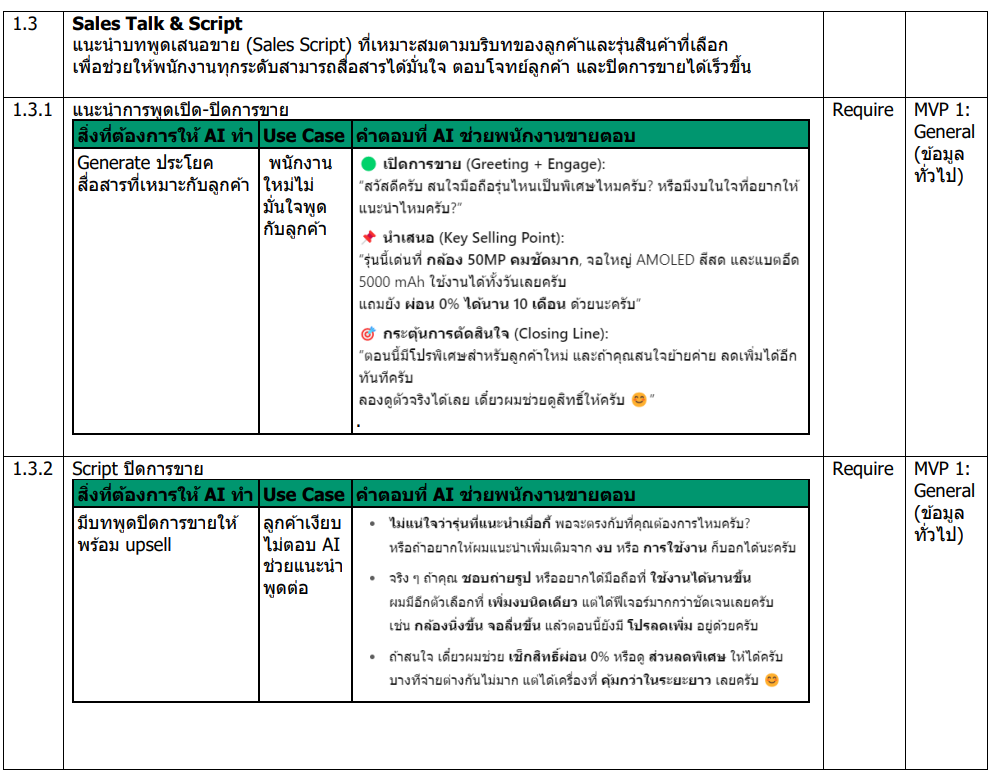 1.3
Sales Talk & Script
แนะนำบทพูดเสนอขาย (Sales Script) ที่เหมาะสมตามบริบทของลูกค้าและรุ่นสินค้าที่เลือก
เพื่อช่วยให้พนักงานทุกระดับสามารถสื่อสารได้มั่นใจ ตอบโจทย์ลูกค้า และปิดการขายได้เร็วขึ้น
1.3.1
แนะนำการพูดเปิด-ปิดการขาย
สิ่งที่ต้องการให้ AI ทำ
Use Case
คำตอบที่ AI ช่วยพนักงานขายตอบ
Generate ประโยค
สื่อสารที่เหมาะกับลูกค้า
พนักงาน
ใหม่ไม่
มั่นใจพูด
กับลูกค้า
🟢 เปิดการขาย (Greeting + Engage):
"สวัสดีครับ สนใจมือถือรุ่นไหนเป็นพิเศษไหมครับ? หรือมีงบในใจที่อยากให้
แนะนำไหมครับ?"
📌 นำเสนอ (Key Selling Point):
"รุ่นนี้เด่นที่ กล้อง 50MP คมชัดมาก, จอใหญ่ AMOLED สีสด และแบตอึด
5000 mAh ใช้งานได้ทั้งวันเลยครับ
แถมยัง ผ่อน 0% ได้นาน 10 เดือน ด้วยนะครับ"
🎯 กระตุ้นการตัดสินใจ (Closing Line):
"ตอนนี้มีโปรพิเศษสำหรับลูกค้าใหม่ และถ้าคุณสนใจย้ายค่าย ลดเพิ่มได้อีก
ทันทีครับ
ลองดูตัวจริงได้เลย เดี๋ยวผมช่วยดูสิทธิ์ให้ครับ 😊"
.
Require
MVP 1:
General
(ข้อมูล
ทั่วไป)
1.3.2
Script ปิดการขาย
สิ่งที่ต้องการให้ AI ทำ
Use Case
คำตอบที่ AI ช่วยพนักงานขายตอบ
มีบทพูดปิดการขายให้
พร้อม upsell
ลูกค้าเงียบ
ไม่ตอบ AI
ช่วยแนะนำ
พูดต่อ
• ไม่แน่ใจว่ารุ่นที่แนะนำเมื่อกี้ พอจะตรงกับที่คุณต้องการไหมครับ?
หรือถ้าอยากให้ผมแนะนำเพิ่มเติมจาก งบ หรือ การใช้งาน ก็บอกได้นะครับ
• จริง ๆ ถ้าคุณ ชอบถ่ายรูป หรืออยากได้มือถือที่ ใช้งานได้นานขึ้น
ผมมีอีกตัวเลือกที่ เพิ่มงบนิดเดียว แต่ได้ฟีเจอร์มากกว่าชัดเจนเลยครับ
เช่น กล้องนิ่งขึ้น จอลื่นขึ้น แล้วตอนนี้ยังมี โปรลดเพิ่ม อยู่ด้วยครับ
• ถ้าสนใจ เดี๋ยวผมช่วย เช็กสิทธิ์ผ่อน 0% หรือดู ส่วนลดพิเศษ ให้ได้ครับ
บางทีจ่ายต่างกันไม่มาก แต่ได้เครื่องที่ คุ้มกว่าในระยะยาว เลยครับ 😊
Require
MVP 1:
General
(ข้อมูล
ทั่วไป)